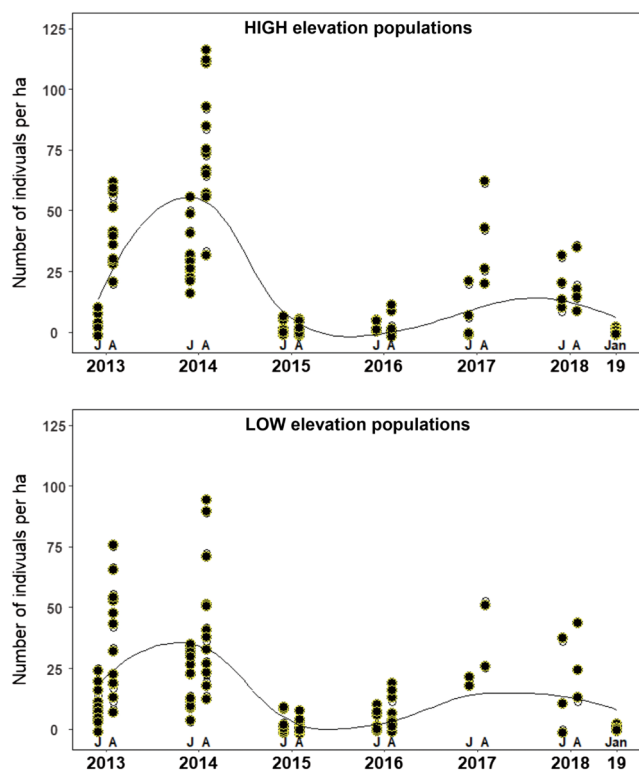 HIGH elevation populations
Number of indivuals per ha
125
100
75
50
25
0
J A J A J A J A J A J A Jan
2013 2014 2015 2016 2017 2018 19
LOW elevation populations
Number of indivuals per ha
125
100
75
50
25
0
J A J A J A J A J A J A Jan
2013 2014 2015 2016 2017 2018 19